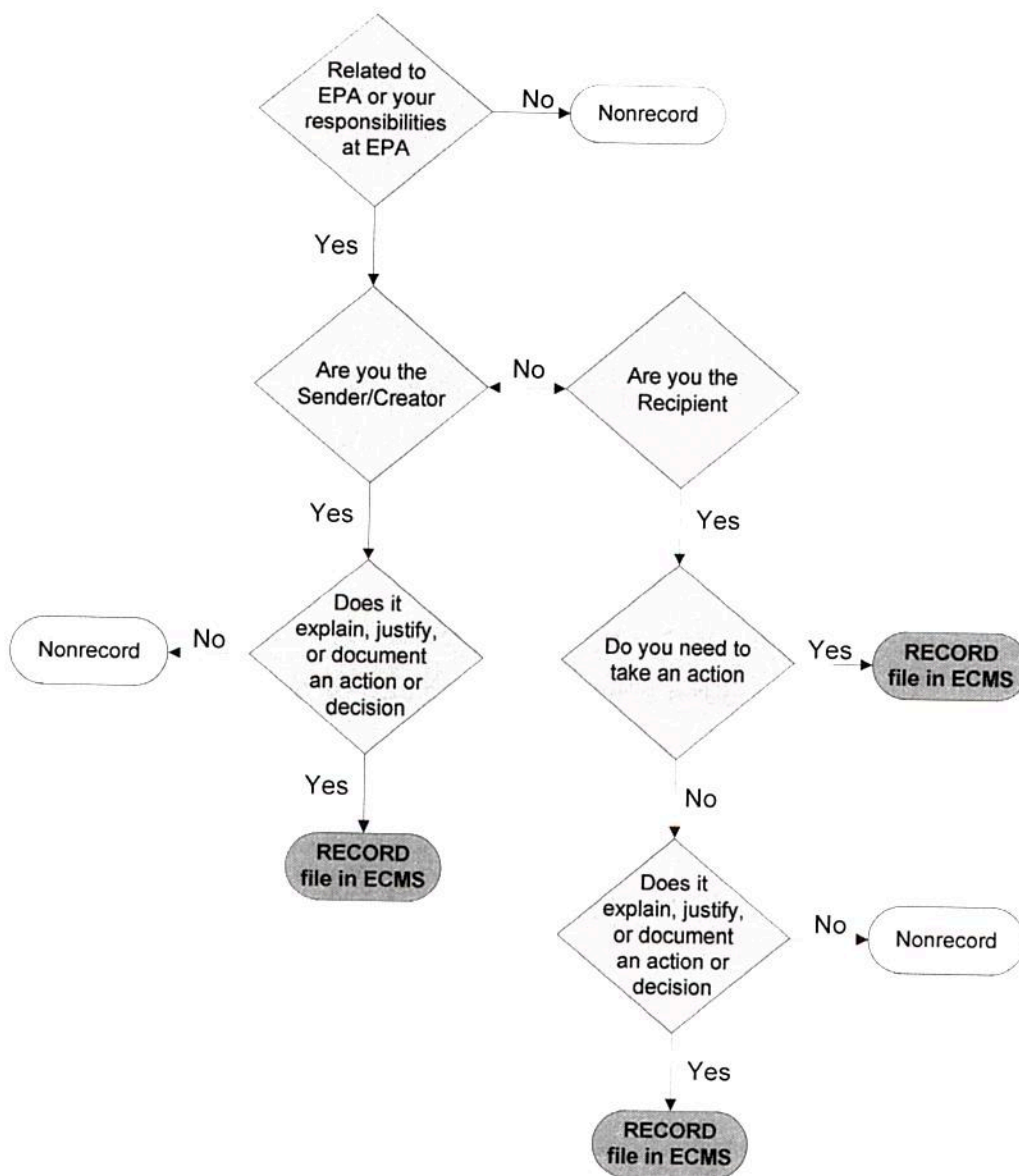 Related to
EPA or your
responsibilities
at EPA
No
Nonrecord
Yes
Are you the
Sender/Creator
No
Are you the
Recipient
Yes
Yes
Does it
explain, justify,
or document
an action or
decision
No
Nonrecord
Do you need to
take an action
Yes
RECORD
file in ECMS
Yes
RECORD
file in ECMS
No
Does it
explain, justify,
or document
an action or
decision
No
Nonrecord
Yes
RECORD
file in ECMS